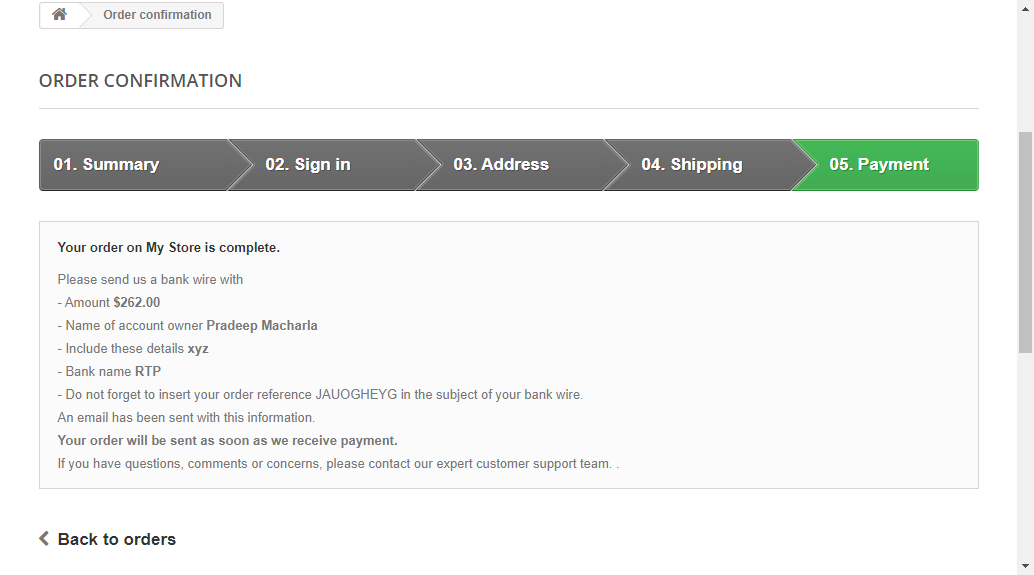 Order confirmation
ORDER CONFIRMATION
01. Summary 02. Sign in 03. Address 04. Shipping 05. Payment
Your order on My Store is complete.
Please send us a bank wire with
- Amount $262.00
- Name of account owner Pradeep Macharla
- Include these details xyz
- Bank name RTP
- Do not forget to insert your order reference JAUOGHEYG in the subject of your bank wire.
An email has been sent with this information.
Your order will be sent as soon as we receive payment.
If you have questions, comments or concerns, please contact our expert customer support team. .
Back to orders